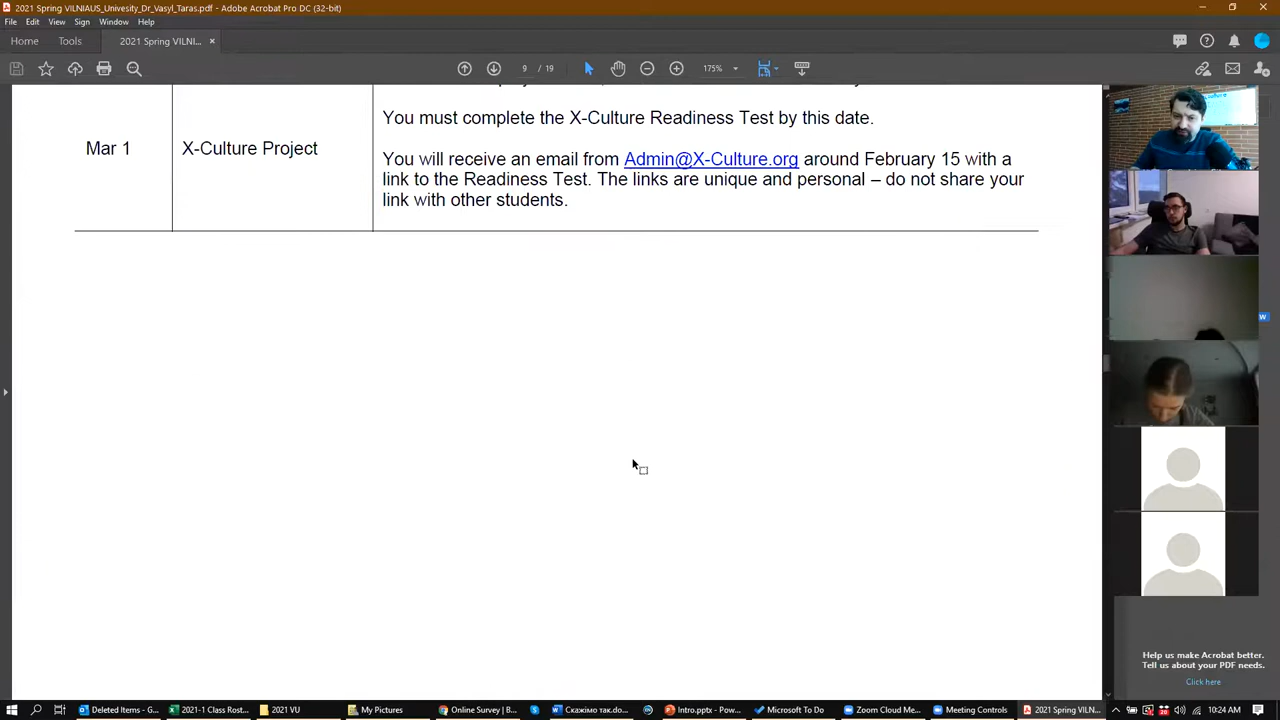 2021 Spring VILNIAUS_Univesity_Dr_Vasyl_Taras.pdf - Adobe Acrobat Pro DC (32-bit)
File Edit View Sign Window Help
Home Tools 2021 Spring VILNI... ×
9 / 19 175%
You must complete the X-Culture Readiness Test by this date.
Mar 1 X-Culture Project
You will receive an email from Admin@X-Culture.org around February 15 with a
link to the Readiness Test. The links are unique and personal – do not share your
link with other students.
W
Help us make Acrobat better.
Tell us about your PDF needs.
Click here
Deleted Items - G... 2021-1 Class Rost... 2021 VU My Pictures Online Survey | B... Скажімо так.do... Intro.pptx - Pow... Microsoft To Do Zoom Cloud Me... Meeting Controls 2021 Spring VILNI... 10:24 AM